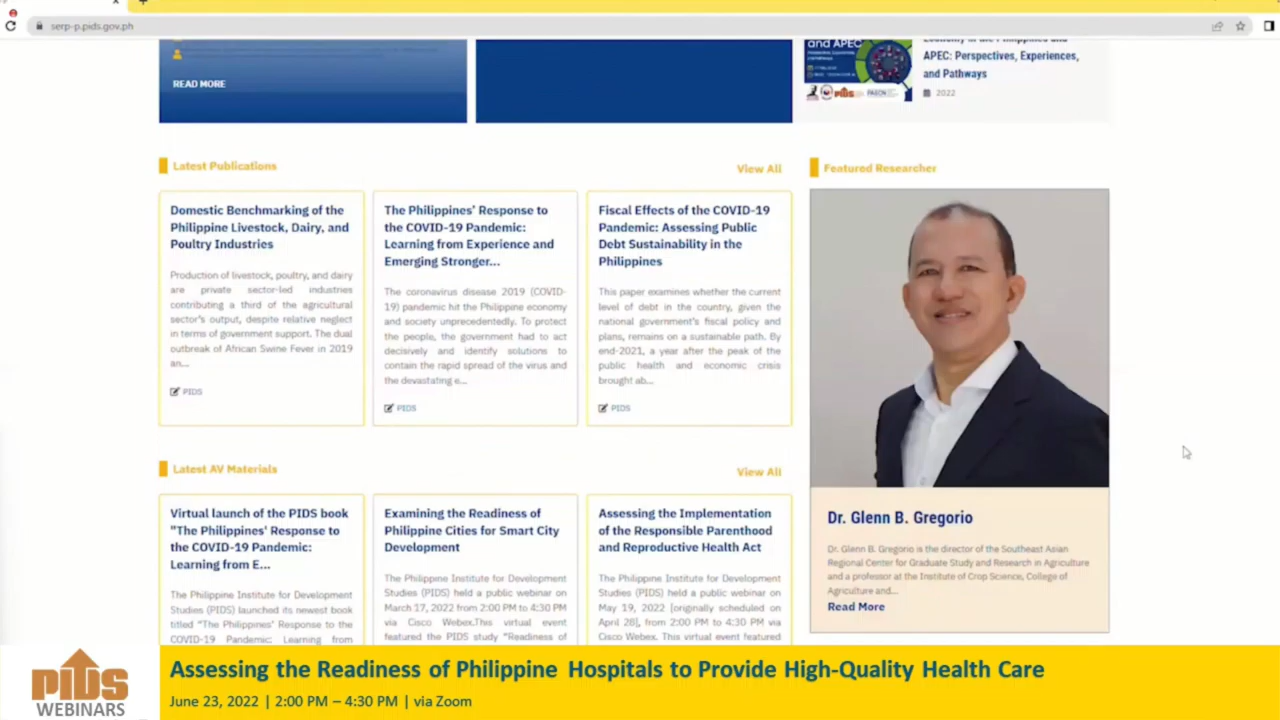 serp-p.pids.gov.ph
READ MORE
and APEC
APEC: Perspectives, Experiences,
and Pathways
2022
Latest Publications
View All
Domestic Benchmarking of the
Philippine Livestock, Dairy, and
Poultry Industries
Production of livestock, poultry, and dairy
are private sector-led industries
contributing a third of the agricultural
sector's output, despite relative neglect
in terms of government support. The dual
outbreak of African Swine Fever in 2019
an...
PIDS
The Philippines' Response to
the COVID-19 Pandemic:
Learning from Experience and
Emerging Stronger...
The coronavirus disease 2019 (COVID-
19) pandemic hit the Philippine economy
and society unprecedentedly. To protect
the people, the government had to act
decisively and identify solutions to
contain the rapid spread of the virus and
the devastating e...
PIDS
Fiscal Effects of the COVID-19
Pandemic: Assessing Public
Debt Sustainability in the
Philippines
This paper examines whether the current
level of debt in the country, given the
national government's fiscal policy and
plans, remains on a sustainable path. By
end-2021, a year after the peak of the
public health and economic crisis
brought ab...
PIDS
Featured Researcher
Dr. Glenn B. Gregorio
Dr. Glenn B. Gregorio is the director of the Southeast Asian
Regional Center for Graduate Study and Research in Agriculture
and a professor at the Institute of Crop Science, College of
Agriculture and...
Read More
Latest AV Materials
View All
Virtual launch of the PIDS book
"The Philippines' Response to
the COVID-19 Pandemic:
Learning from E...
The Philippine Institute for Development
Studies (PIDS) launched its newest book
titled "The Philippines' Response to the
COVID-19 Pandemic: Learning from
Examining the Readiness of
Philippine Cities for Smart City
Development
The Philippine Institute for Development
Studies (PIDS) held a public webinar on
March 17, 2022 from 2:00 PM to 4:30 PM
via Cisco Webex.This virtual event
featured the PIDS study "Readiness of
Assessing the Implementation
of the Responsible Parenthood
and Reproductive Health Act
The Philippine Institute for Development
Studies (PIDS) held a public webinar on
May 19, 2022 [originally scheduled on
April 28], from 2:00 PM to 4:30 PM via
Cisco Webex. This virtual event featured
PIDS
WEBINARS
Assessing the Readiness of Philippine Hospitals to Provide High-Quality Health Care
June 23, 2022 | 2:00 PM – 4:30 PM | via Zoom